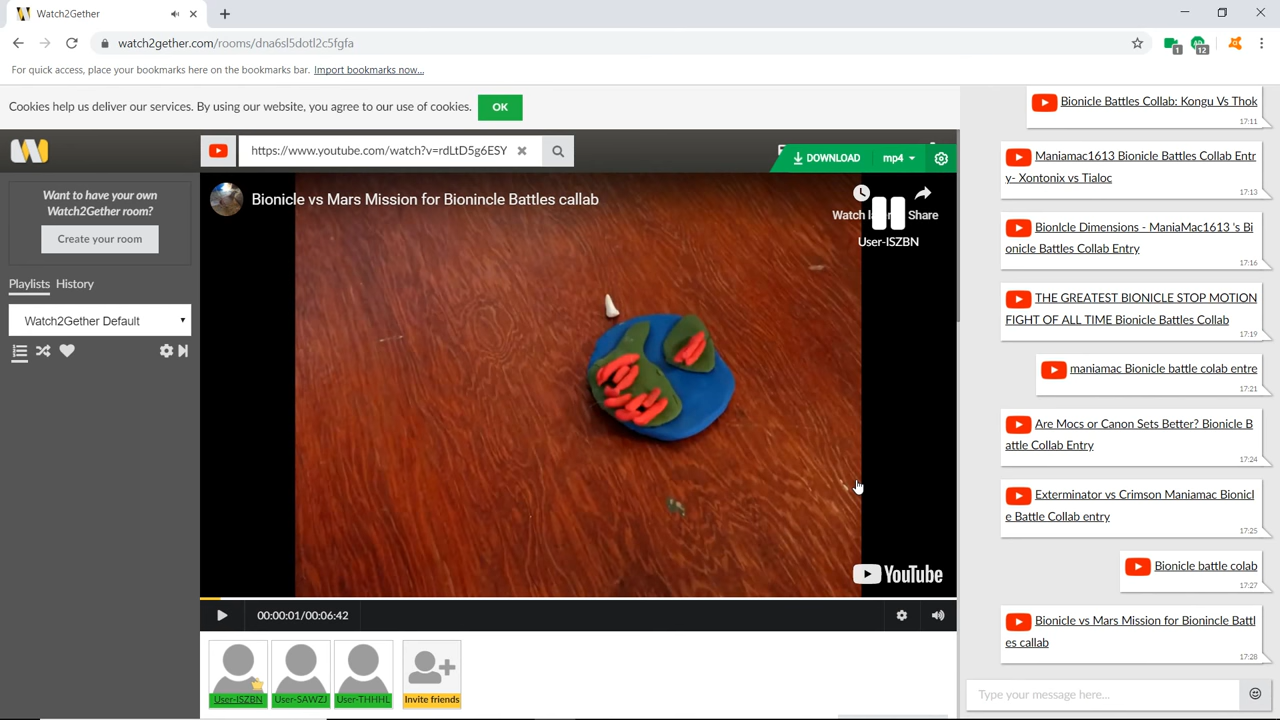 Watch2Gether
watch2gether.com/rooms/dna6sl5dotl2c5fgfa
1
12
For quick access, place your bookmarks here on the bookmarks bar. Import bookmarks now...
Cookies help us deliver our services. By using our website, you agree to our use of cookies. OK
https://www.youtube.com/watch?v=rdLtD5g6ESY
DOWNLOAD mp4
Want to have your own
Watch2Gether room?
Create your room
Playlists History
Watch2Gether Default
Bionicle vs Mars Mission for Bionincle Battles callab
Share
User-ISZBN
YouTube
00:00:01/00:06:42
User-ISZBN User-SAWZJ User-THHHL Invite friends
Bionicle Battles Collab: Kongu Vs Thok
17:11
Maniamac1613 Bionicle Battles Collab Entr
y- Xontonix vs Tialoc
17:13
BionIcle Dimensions - ManiaMac1613 's Bi
onicle Battles Collab Entry
17:16
THE GREATEST BIONICLE STOP MOTION
FIGHT OF ALL TIME Bionicle Battles Collab
17:19
maniamac Bionicle battle colab entre
17:21
Are Mocs or Canon Sets Better? Bionicle B
attle Collab Entry
17:24
Exterminator vs Crimson Maniamac Bionicl
e Battle Collab entry
17:25
Bionicle battle colab
17:27
Bionicle vs Mars Mission for Bionincle Battl
es callab
17:28
Type your message here...